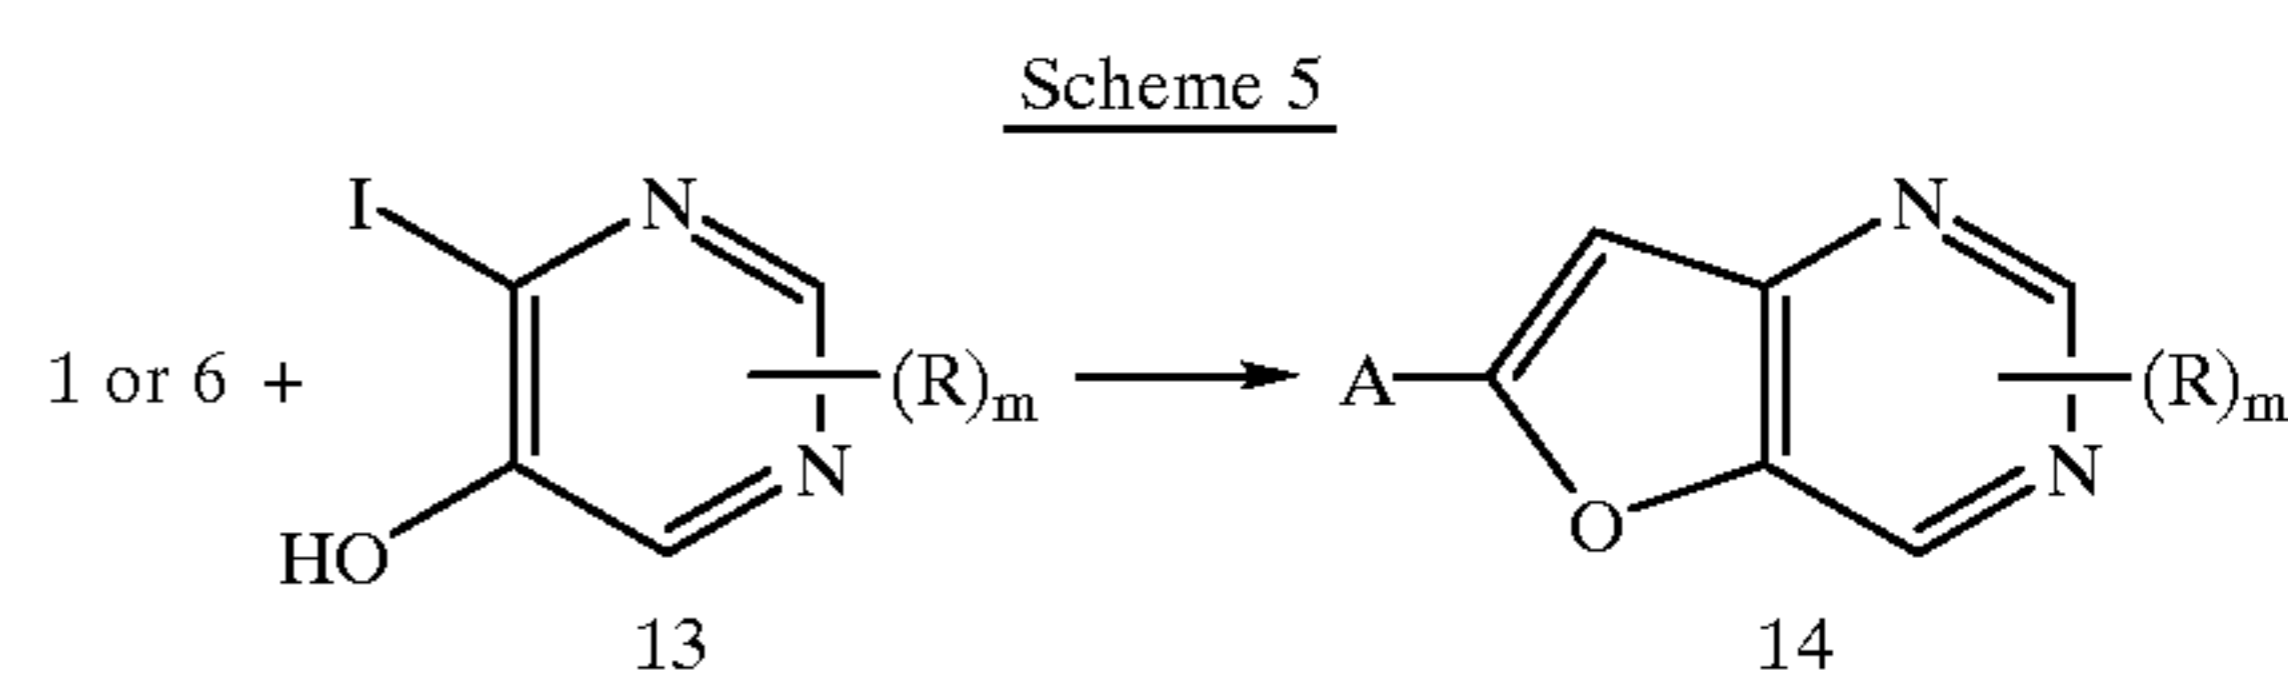 Scheme 5
I N N
1 or 6 + (R)m A (R)m
HO N O N
13 14